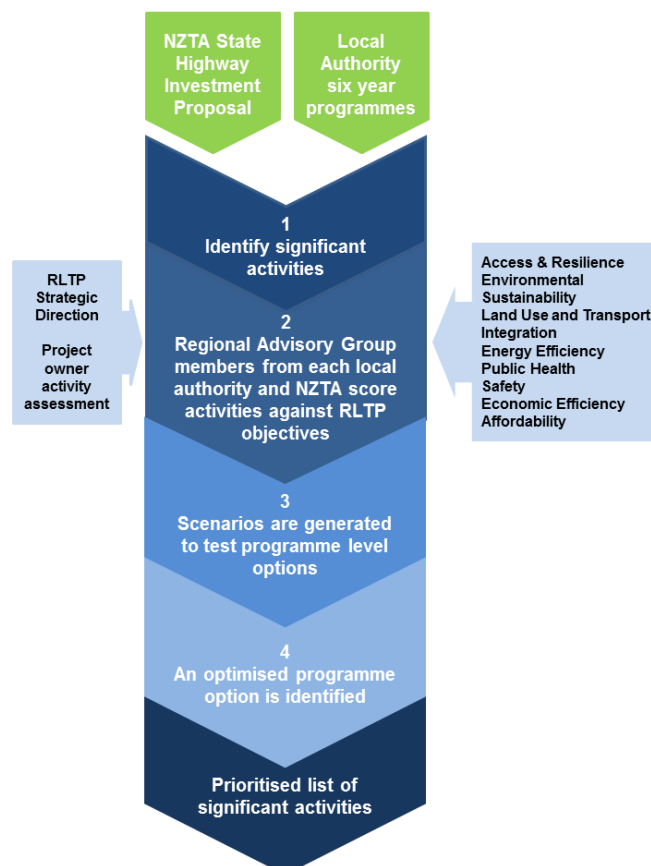 NZTA State
Highway
Investment
Proposal
Local
Authority
six year
programmes
1
Identify significant
activities
RLTP
Strategic
Direction
Project
owner
activity
assessment
2
Regional Advisory Group
members from each local
authority and NZTA score
activities against RLTP
objectives
Access & Resilience
Environmental
Sustainability
Land Use and Transport
Integration
Energy Efficiency
Public Health
Safety
Economic Efficiency
Affordability
3
Scenarios are generated
to test programme level
options
4
An optimised programme
option is identified
Prioritised list of
significant activities